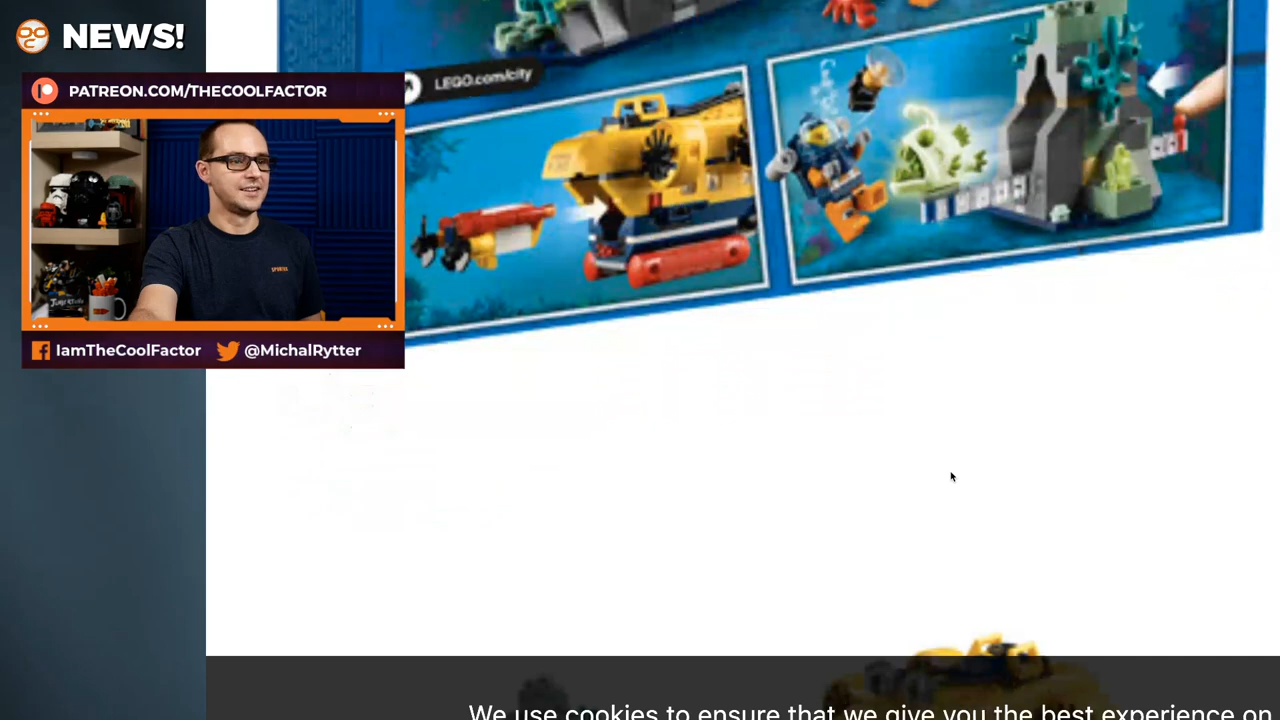 NEWS!
PATREON.COM/THECOOLFACTOR
LEGO.com/city
IamTheCoolFactor @MichalRytter
We use cookies to ensure that we give you the best experience on